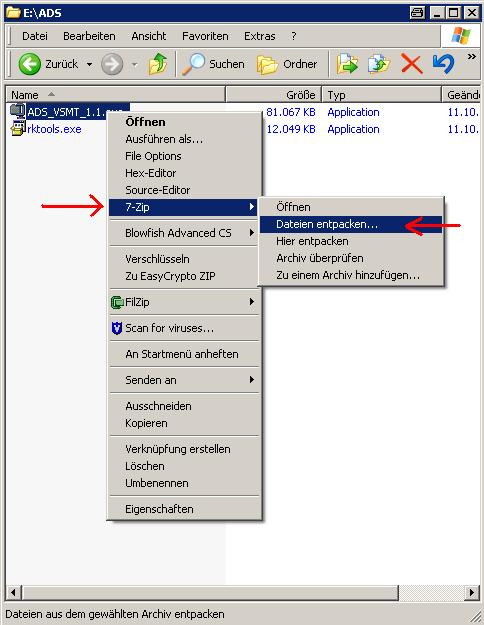 E:\ADS
Datei Bearbeiten Ansicht Favoriten Extras ?
Zurück Suchen Ordner »
Name Größe Typ Geänd
ADS_VSMT_1.1.exe 81.067 KB Application 11.10.
rktools.exe 12.049 KB Application 11.10.
Öffnen
Ausführen als...
File Options
Hex-Editor
Source-Editor
7-Zip
Blowfish Advanced CS
Verschlüsseln
Zu EasyCrypto ZIP
FilZip
Scan for viruses...
An Startmenü anheften
Senden an
Ausschneiden
Kopieren
Verknüpfung erstellen
Löschen
Umbenennen
Eigenschaften
Öffnen
Dateien entpacken...
Hier entpacken
Archiv überprüfen
Zu einem Archiv hinzufügen...
Dateien aus dem gewählten Archiv entpacken